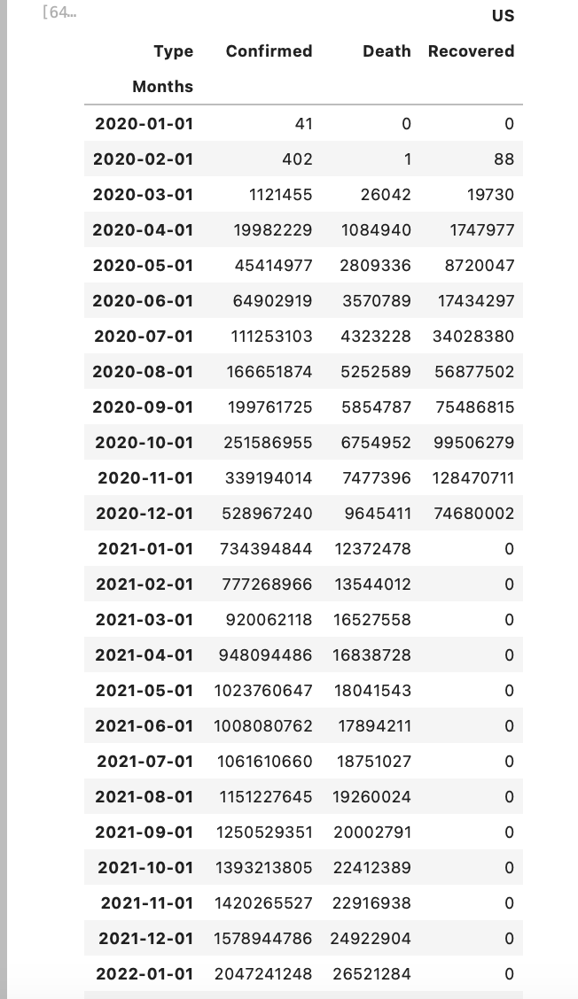 [64…
US
Type Confirmed Death Recovered
Months
2020-01-01 41 0 0
2020-02-01 402 1 88
2020-03-01 1121455 26042 19730
2020-04-01 19982229 1084940 1747977
2020-05-01 45414977 2809336 8720047
2020-06-01 64902919 3570789 17434297
2020-07-01 111253103 4323228 34028380
2020-08-01 166651874 5252589 56877502
2020-09-01 199761725 5854787 75486815
2020-10-01 251586955 6754952 99506279
2020-11-01 339194014 7477396 128470711
2020-12-01 528967240 9645411 74680002
2021-01-01 734394844 12372478 0
2021-02-01 777268966 13544012 0
2021-03-01 920062118 16527558 0
2021-04-01 948094486 16838728 0
2021-05-01 1023760647 18041543 0
2021-06-01 1008080762 17894211 0
2021-07-01 1061610660 18751027 0
2021-08-01 1151227645 19260024 0
2021-09-01 1250529351 20002791 0
2021-10-01 1393213805 22412389 0
2021-11-01 1420265527 22916938 0
2021-12-01 1578944786 24922904 0
2022-01-01 2047241248 26521284 0